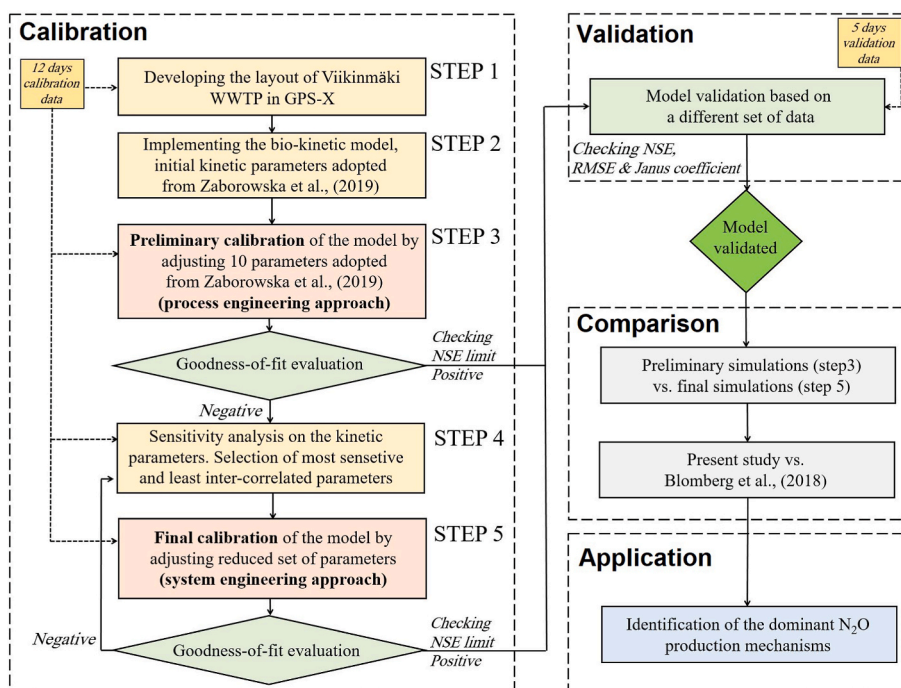 Calibration
12 days
calibration
data
STEP 1
Developing the layout of Viikinmäki
WWTP in GPS-X
STEP 2
Implementing the bio-kinetic model,
initial kinetic parameters adopted
from Zaborowska et al., (2019)
STEP 3
Preliminary calibration of the model by
adjusting 10 parameters adopted
from Zaborowska et al., (2019)
(process engineering approach)
Goodness-of-fit evaluation
Checking
NSE limit
Positive
Negative
STEP 4
Sensitivity analysis on the kinetic
parameters. Selection of most sensetive
and least inter-correlated parameters
STEP 5
Final calibration of the model by
adjusting reduced set of parameters
(system engineering approach)
Negative
Goodness-of-fit evaluation
Checking
NSE limit
Positive
Validation
5 days
validation
data
Model validation based on
a different set of data
Checking NSE,
RMSE & Janus coefficient
Model
validated
Comparison
Preliminary simulations (step3)
vs. final simulations (step 5)
Present study vs.
Blomberg et al., (2018)
Application
Identification of the dominant N₂O
production mechanisms